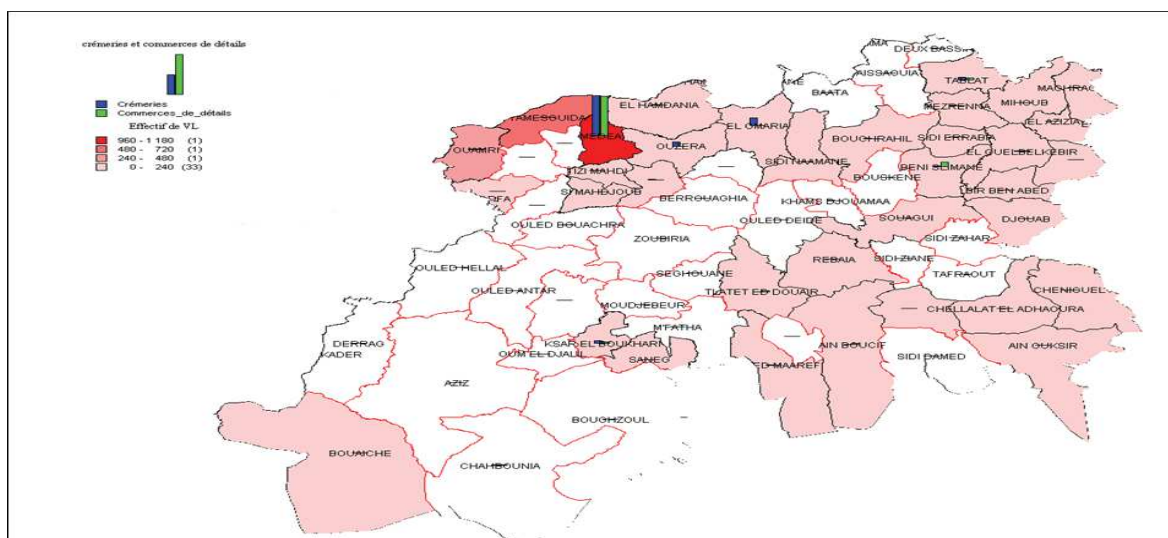 crémeries et commerces de détails
Crémeries
Commerces_de_détails
Effectif de VL
960 - 1 180 (1)
480 - 720 (1)
240 - 480 (1)
0 - 240 (33)
DEUX BASS
AISSAOUIA
TABLAT
BAATA
MAGHRAO
MIHOUB
MEZRENNA
EL HAMDANIA
TAMESGUIDA
EL OMARIA
EL AZIZIA
MEDEA
BOUCHRAHIL
SIDI ERRABIA
OUAMRI
OUZERA
EL GUELBELKEBIR
SIDI NAAMANE
BENI SLIMANE
TIZI MAHDI
BOUSKENE
SI MAHDJOUB
BIR BEN ABED
RFA
BERROUAGHIA
KHAMS DJOUAMAA
OULED BOUACHRA
OULED DEIDE
SOUAGUI
DJOUAB
ZOUBIRIA
SIDI ZAHAR
OULED HELLAL
REBAIA
SIDI ZIANE
SEGHOUANE
TAFRAOUT
OULED ANTAR
TLATET ED DOUAIR
CHENIGUEL
MOUDJEBEUR
CHELLALAT EL ADHAOURA
M'FATHA
DERRAG
KSAR EL BOUKHARI
AIN BOUCIF
AIN OUKSIR
KADER
OUM EL DJALIL
SANEG
ED MAAREF
SIDI DAMED
AZIZ
BOUGHZOUL
BOUAICHE
CHAHBOUNIA